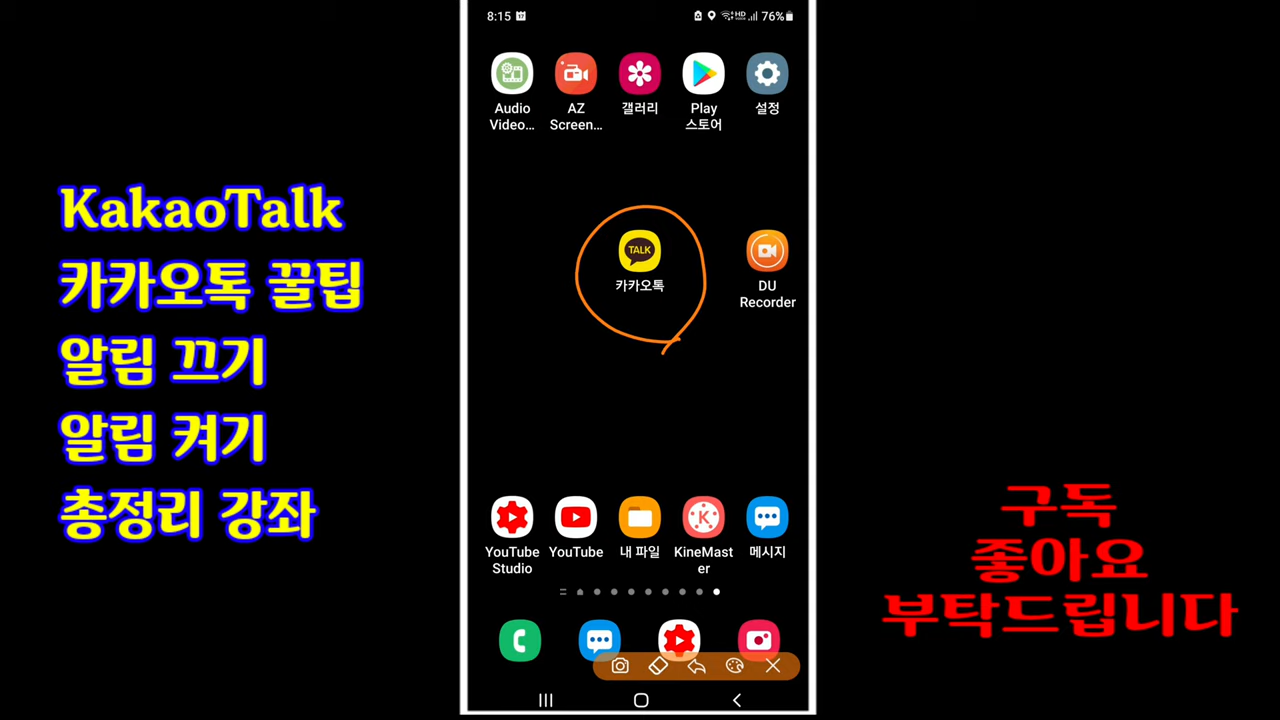 KakaoTalk
카카오톡 꿀팁
알림 끄기
알림 켜기
총정리 강좌
8:15
76%
Audio
Video...
AZ
Screen...
갤러리
Play
스토어
설정
TALK
카카오톡
DU
Recorder
YouTube
Studio
YouTube
내 파일
KineMast
er
메시지
구독
좋아요
부탁드립니다